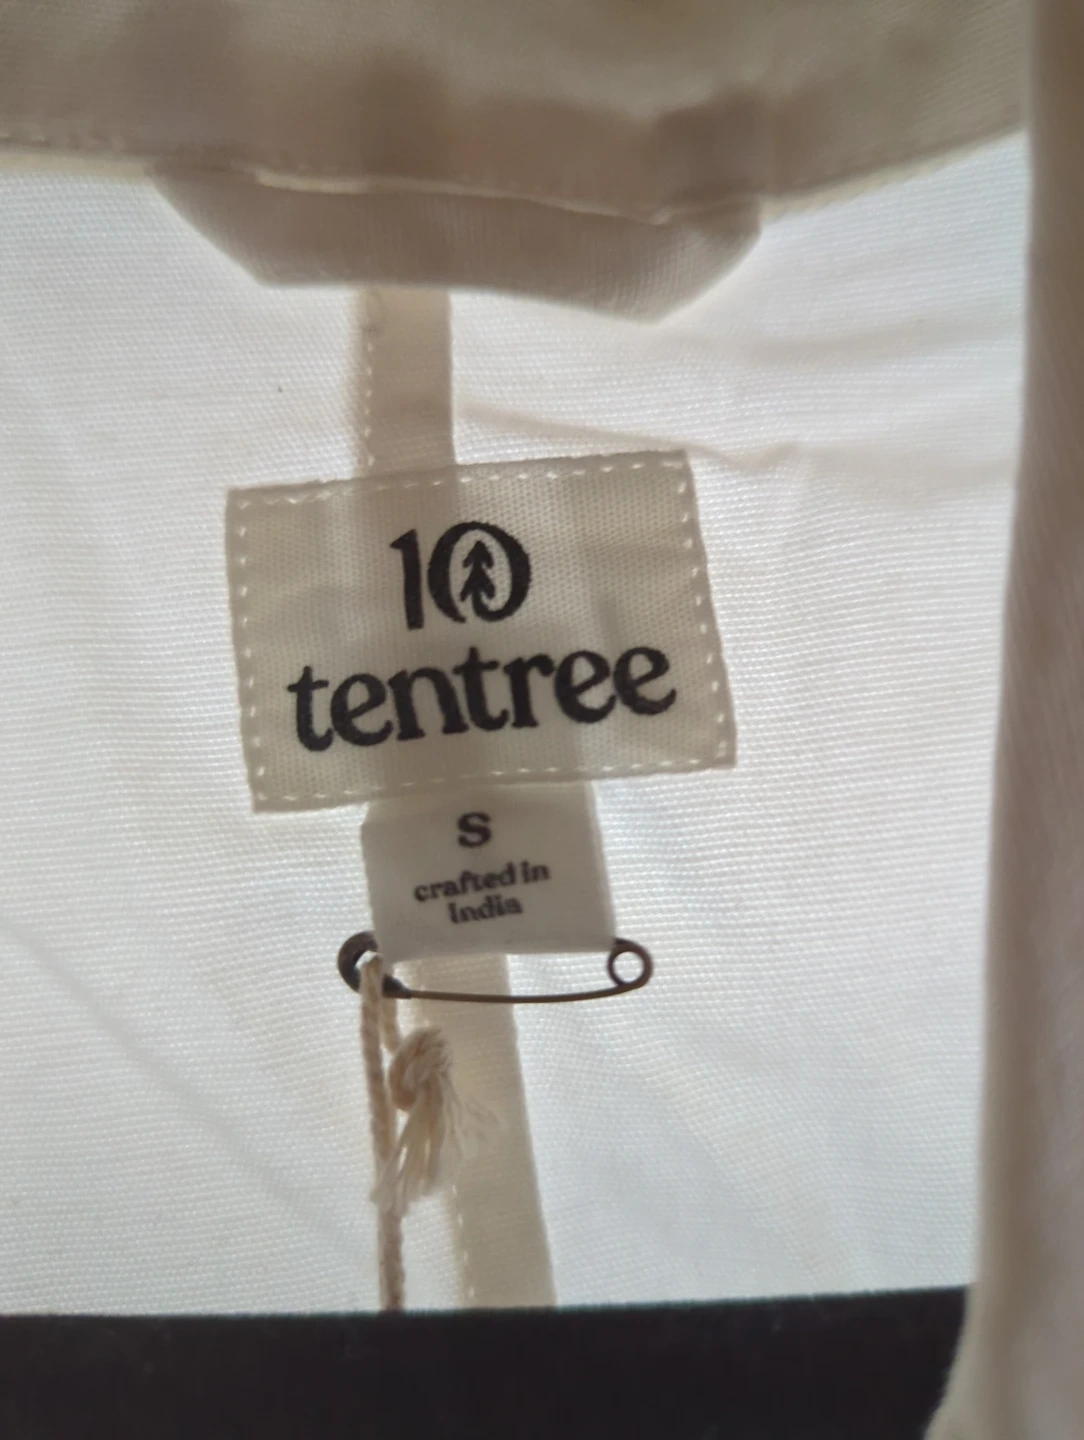 10
tentree
S
crafted in
India